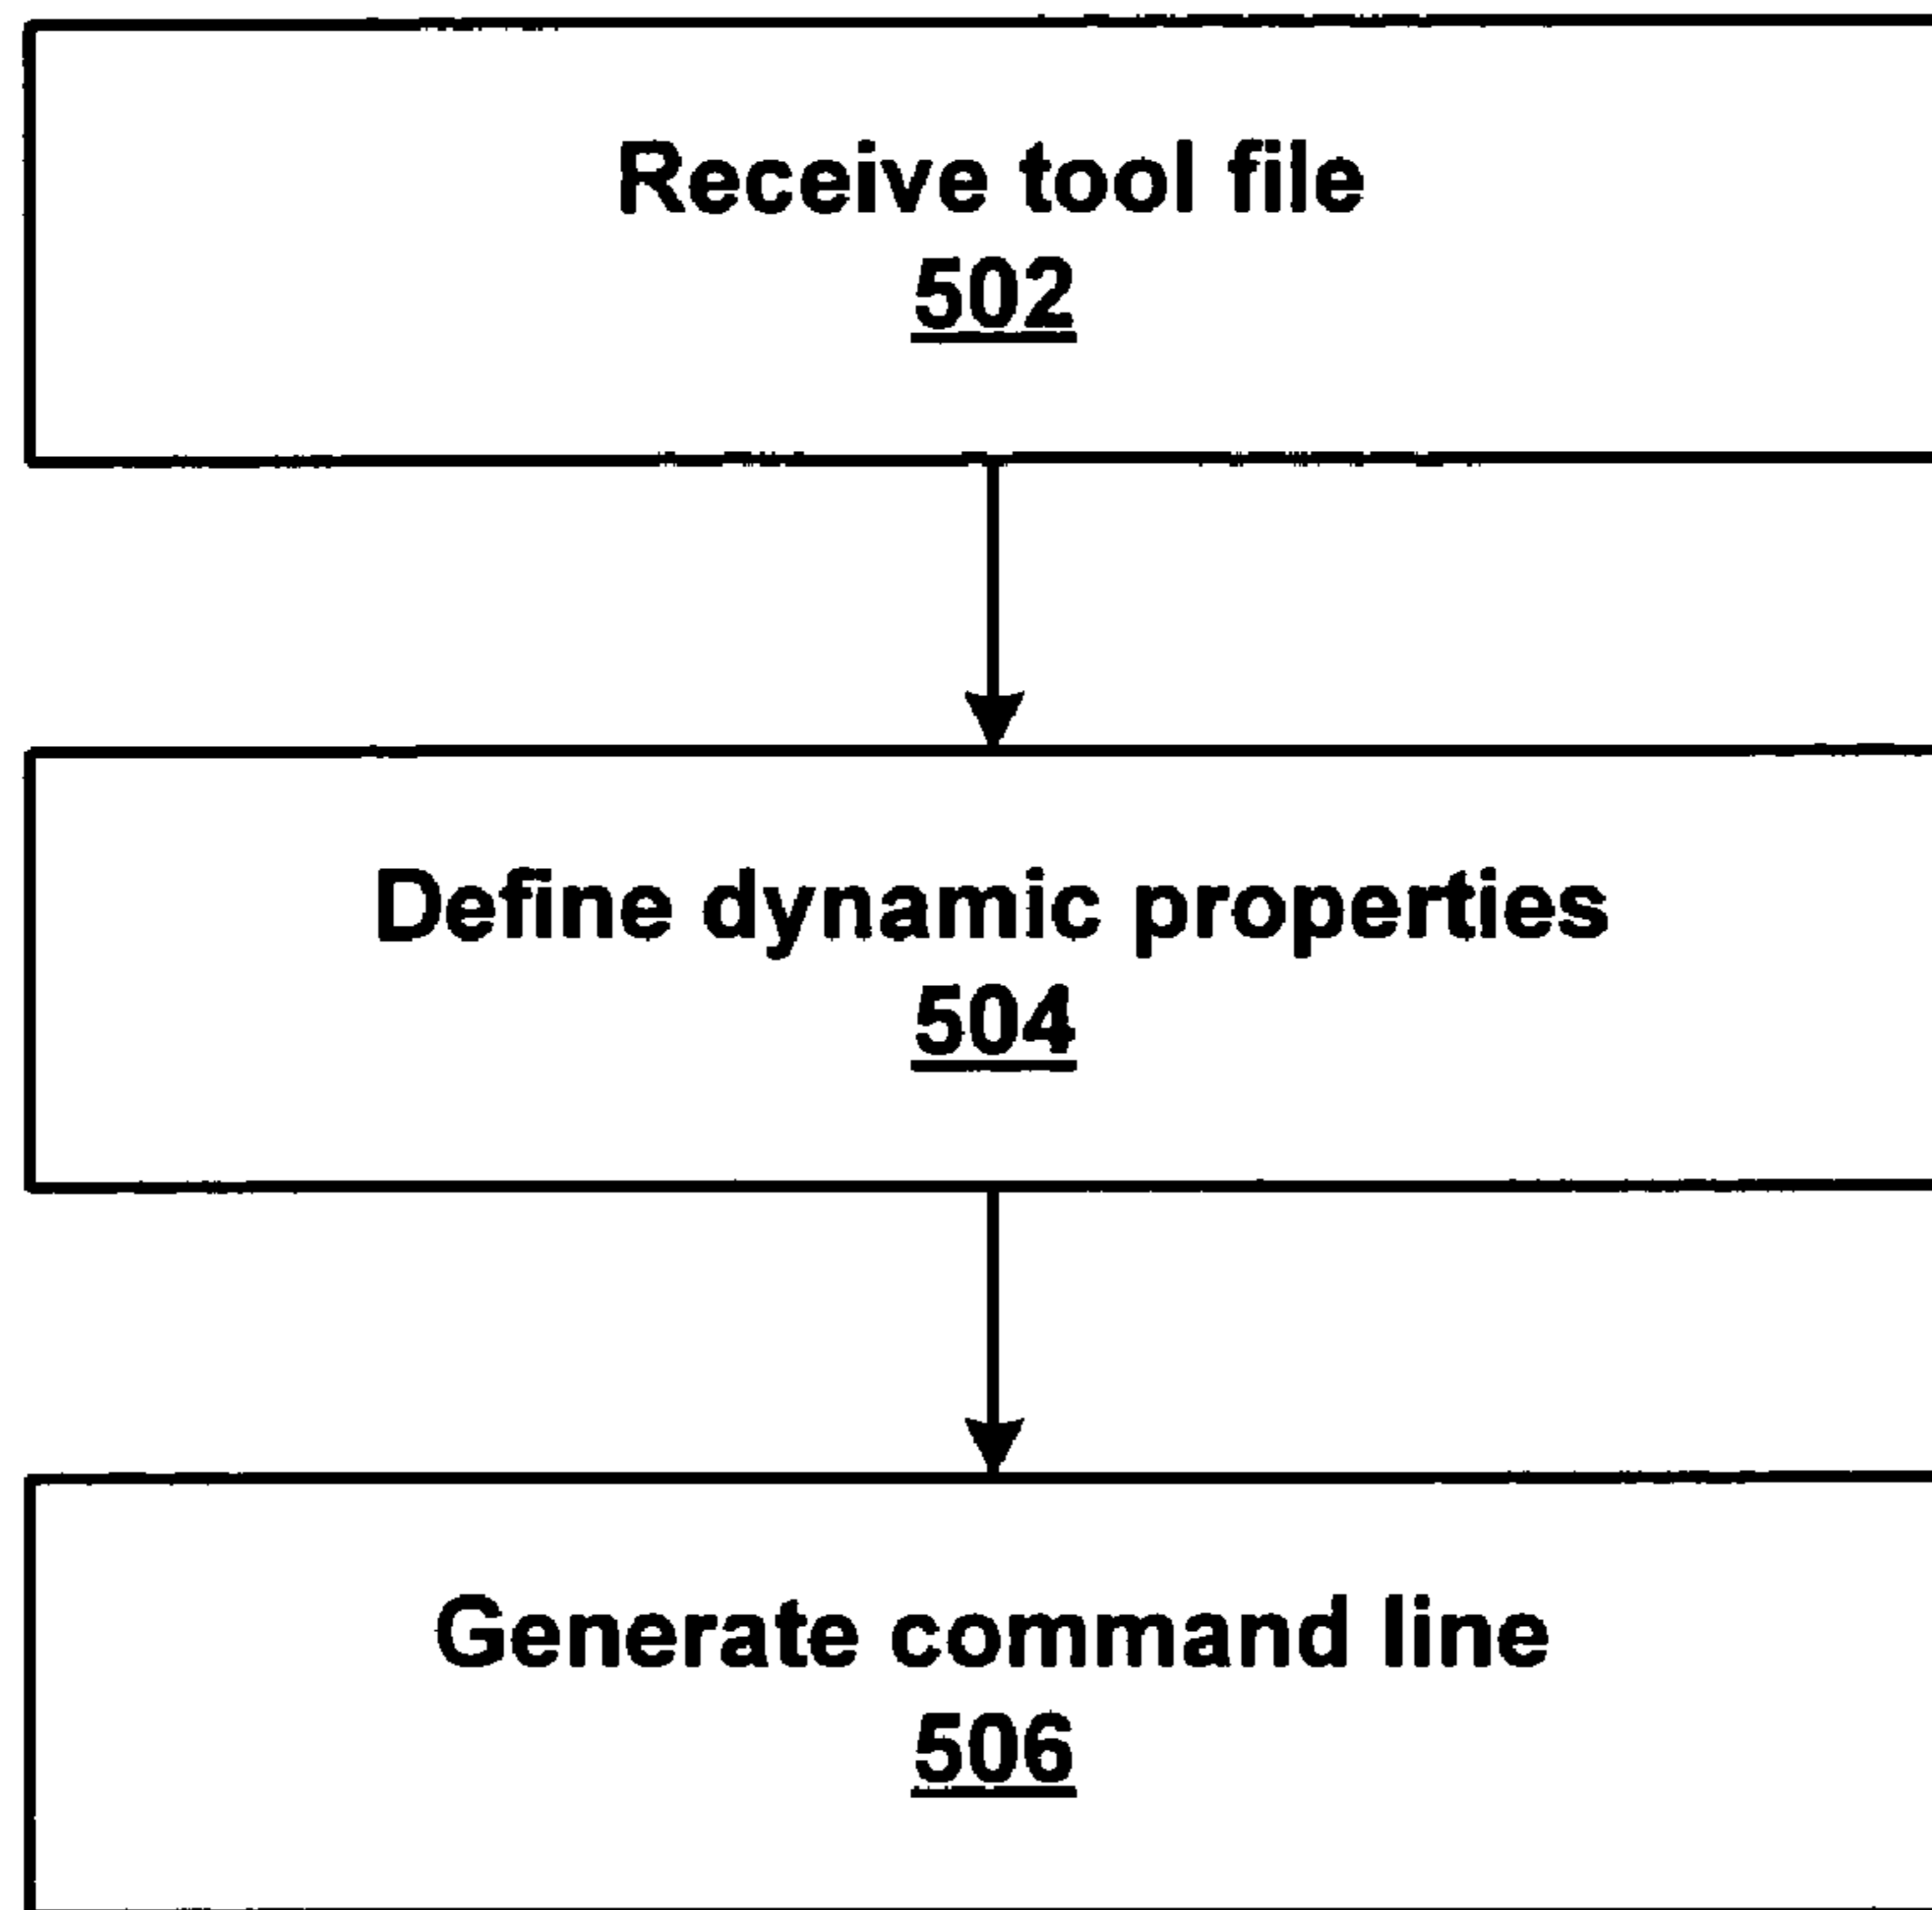 Receive tool file
502
Define dynamic properties
504
Generate command line
506